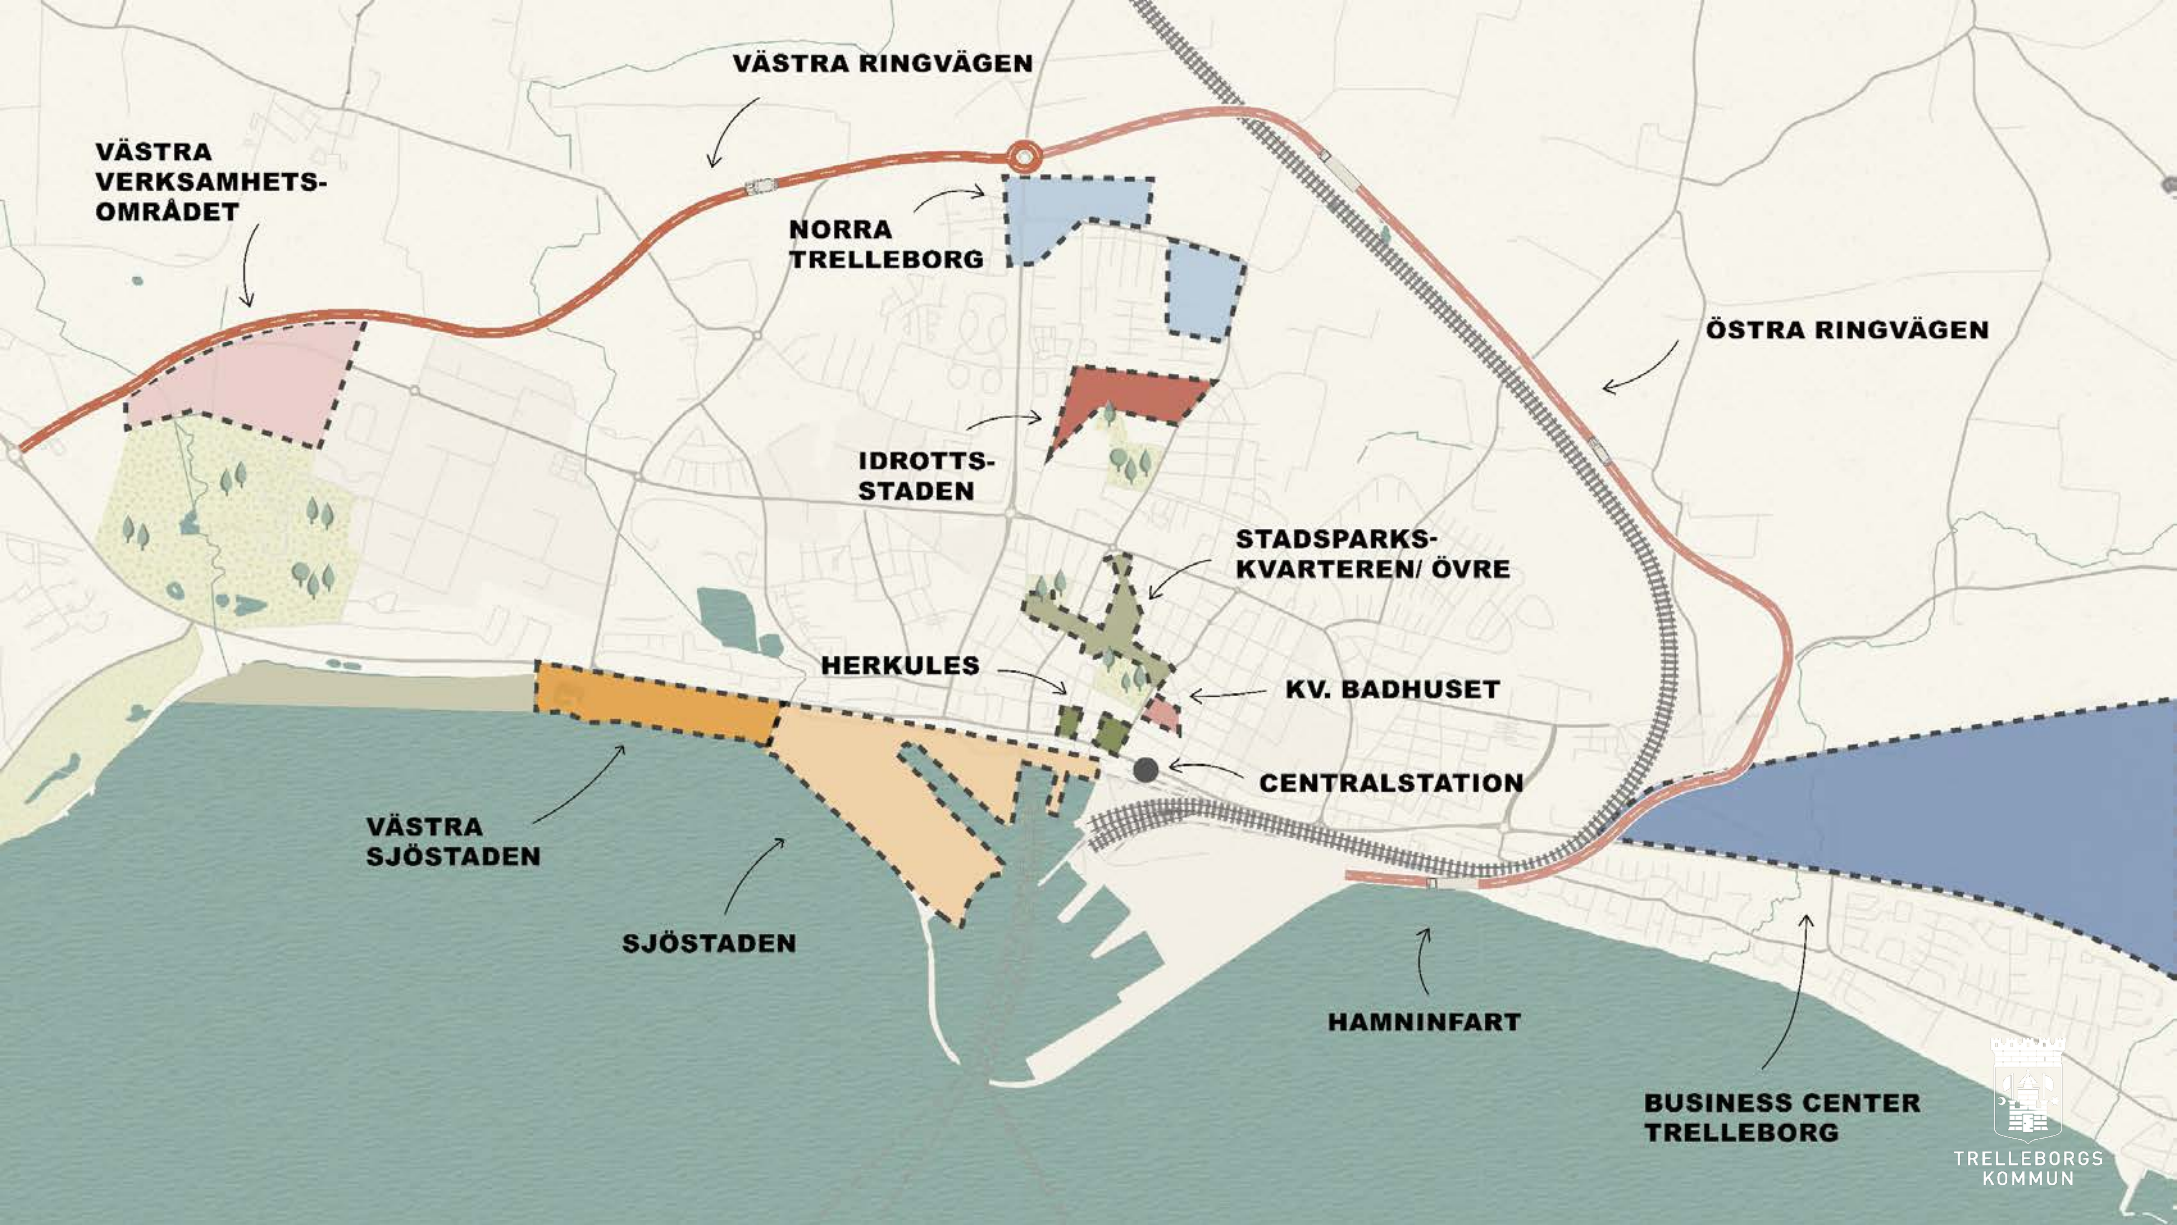 VÄSTRA RINGVÄGEN
VÄSTRA
VERKSAMHETS-
OMRÅDET
NORRA
TRELLEBORG
ÖSTRA RINGVÄGEN
IDROTTS-
STADEN
STADSPARKS-
KVARTEREN/ ÖVRE
HERKULES
KV. BADHUSET
CENTRALSTATION
VÄSTRA
SJÖSTADEN
SJÖSTADEN
HAMNINFART
BUSINESS CENTER
TRELLEBORG
TRELLEBORGS
KOMMUN